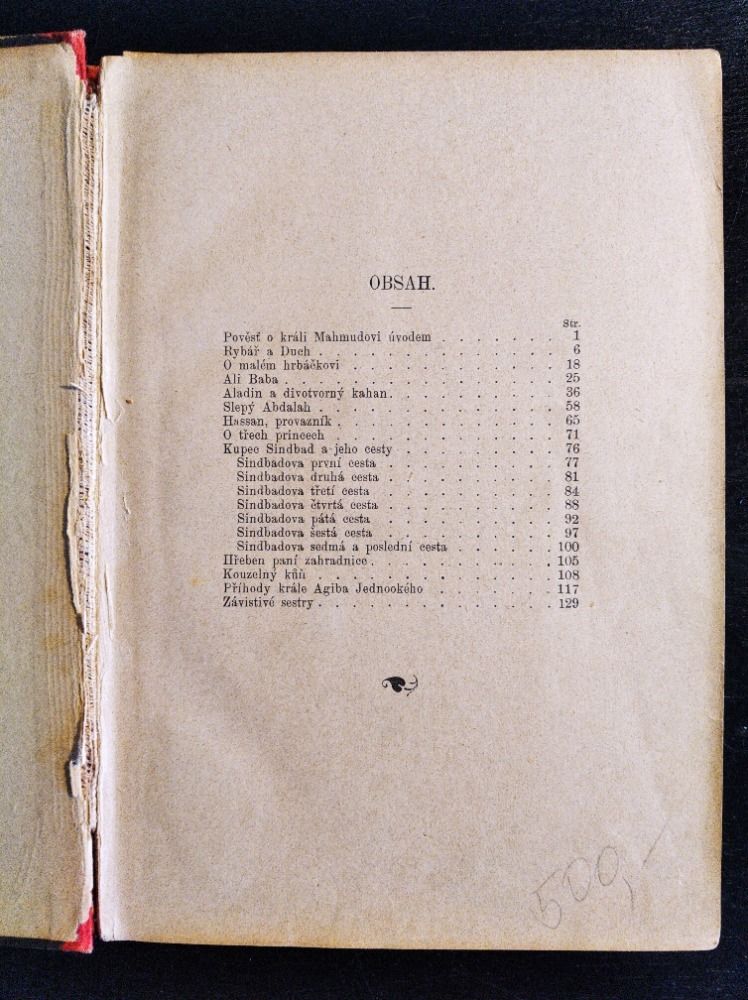 OBSAH.
Str.
Pověsť o králi Mahmudovi úvodem . . . . . . . 1
Rybář a Duch . . . . . . . . . . . . 6
O malém hrbáčkovi . . . . . . . . . . . 18
Ali Baba . . . . . . . . . . . . . 25
Aladin a divotvorný kahan . . . . . . . . . 36
Slepý Abdalah . . . . . . . . . . . . 58
Hassan, provazník . . . . . . . . . . . 65
O třech princech . . . . . . . . . . . 71
Kupec Sindbad a jeho cesty . . . . . . . . . 76
Sindbadova první cesta . . . . . . . . . 77
Sindbadova druhá cesta . . . . . . . . . 81
Sindbadova třetí cesta . . . . . . . . . 84
Sindbadova čtvrtá cesta . . . . . . . . . 88
Sindbadova pátá cesta . . . . . . . . . 92
Sindbadova šestá cesta . . . . . . . . . 97
Sindbadova sedmá a poslední cesta . . . . . . 100
Hřeben paní zahradnice . . . . . . . . . . 105
Kouzelný kůň . . . . . . . . . . . . 108
Příhody krále Agiba Jednookého . . . . . . . 117
Závistivé sestry . . . . . . . . . . . . 129
500,-